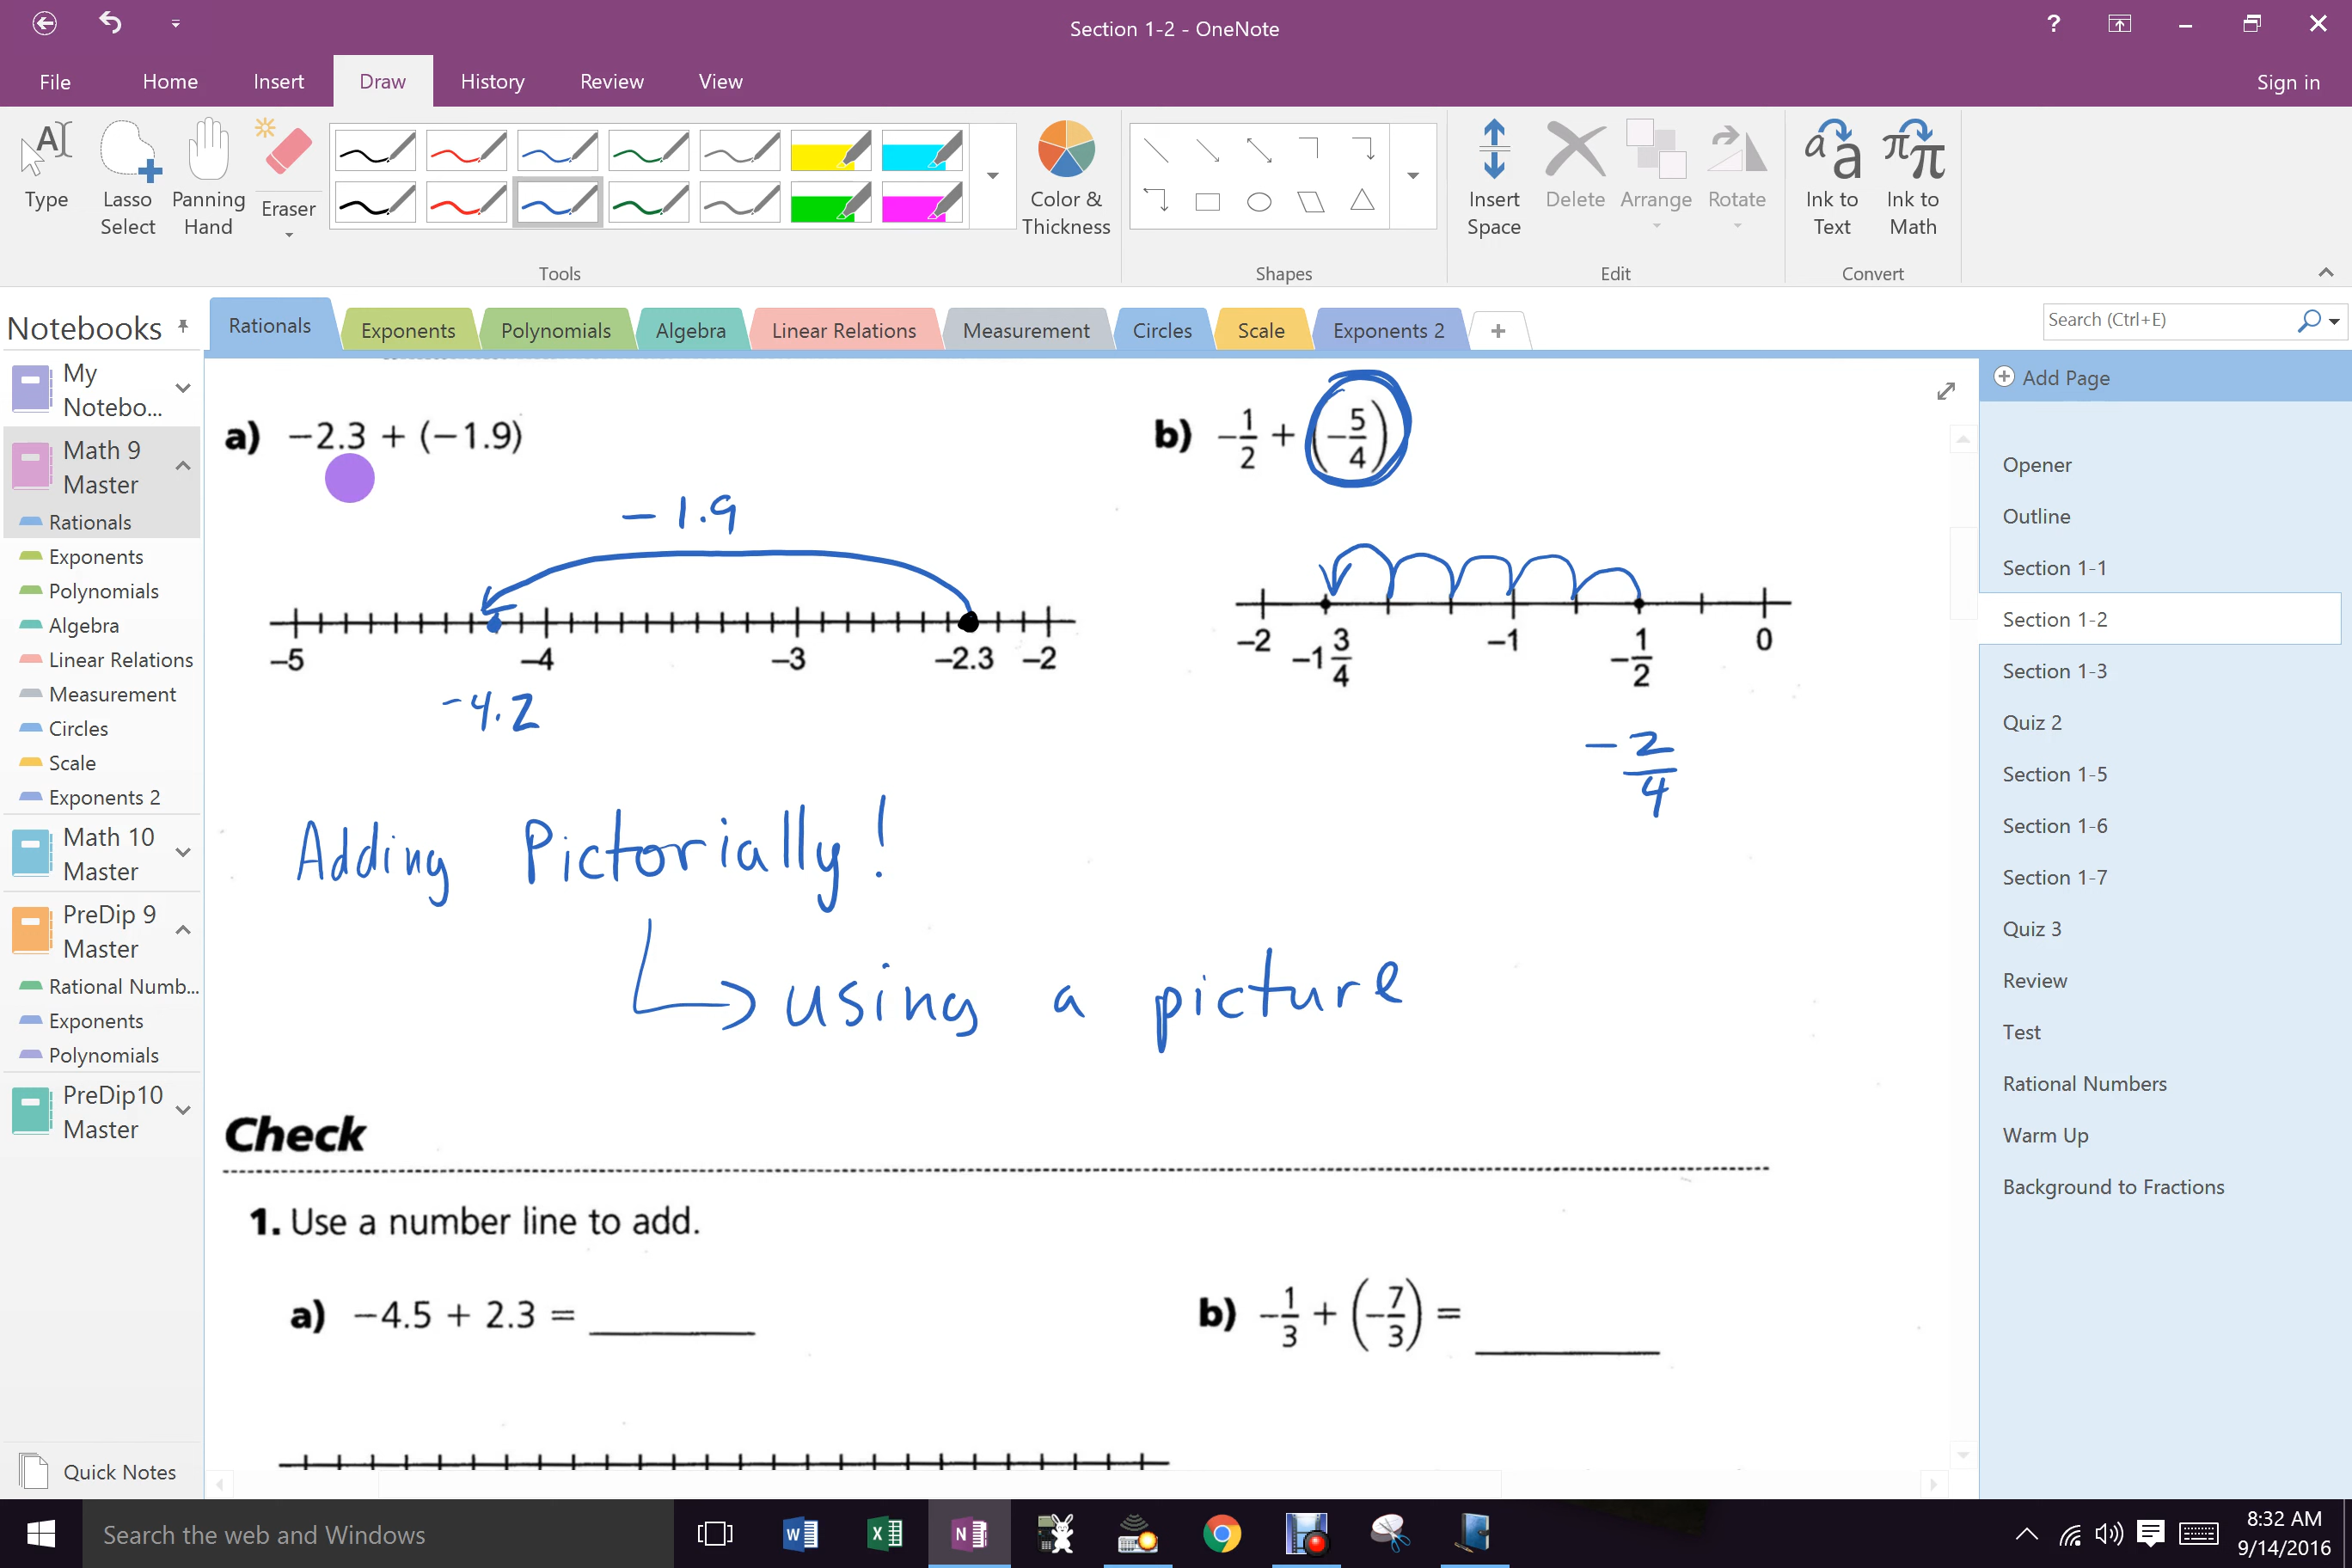 Section 1-2 - OneNote
?
File Home Insert Draw History Review View Sign in
Type
Lasso Select
Panning Hand
Eraser
Color & Thickness
Insert Space
Delete
Arrange
Rotate
Ink to Text
Ink to Math
Tools Shapes Edit Convert
Notebooks
Rationals Exponents Polynomials Algebra Linear Relations Measurement Circles Scale Exponents 2 +
Search (Ctrl+E)
My Notebo...
Math 9 Master
Rationals
Exponents
Polynomials
Algebra
Linear Relations
Measurement
Circles
Scale
Exponents 2
Math 10 Master
PreDip 9 Master
Rational Numb...
Exponents
Polynomials
PreDip10 Master
Quick Notes
a) −2.3 + (−1.9)
−1.9
−5 −4 −3 −2.3 −2
−4.2
b) −1/2 + (−5/4)
−2 −1 3/4 −1 −1/2 0
−2/4
Adding Pictorially!
using a picture
Check
1. Use a number line to add.
a) −4.5 + 2.3 = ________
b) −1/3 + (−7/3) = ________
Add Page
Opener
Outline
Section 1-1
Section 1-2
Section 1-3
Quiz 2
Section 1-5
Section 1-6
Section 1-7
Quiz 3
Review
Test
Rational Numbers
Warm Up
Background to Fractions
Search the web and Windows
8:32 AM
9/14/2016